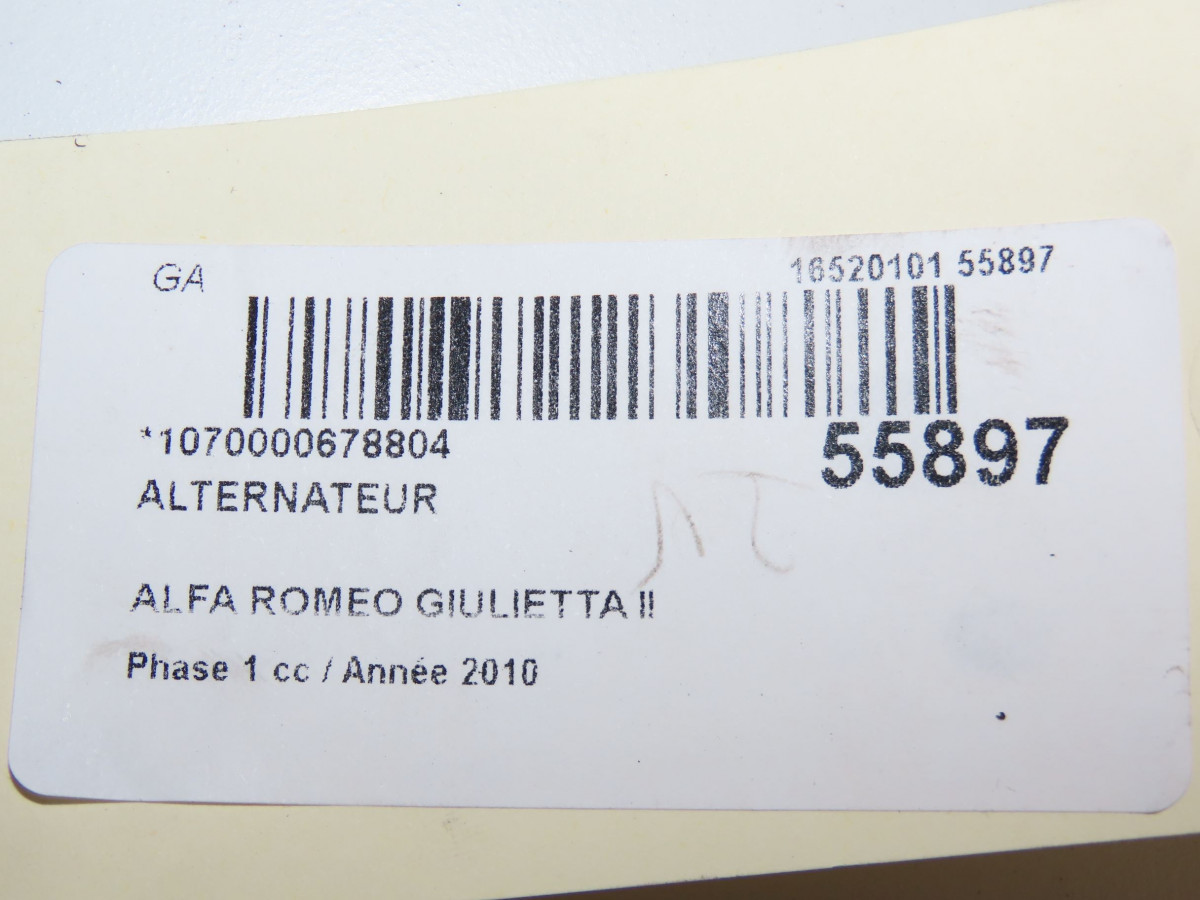 GA
16520101 55897
*1070000678804
55897
ALTERNATEUR
ALFA ROMEO GIULIETTA II
Phase 1 cc / Année 2010